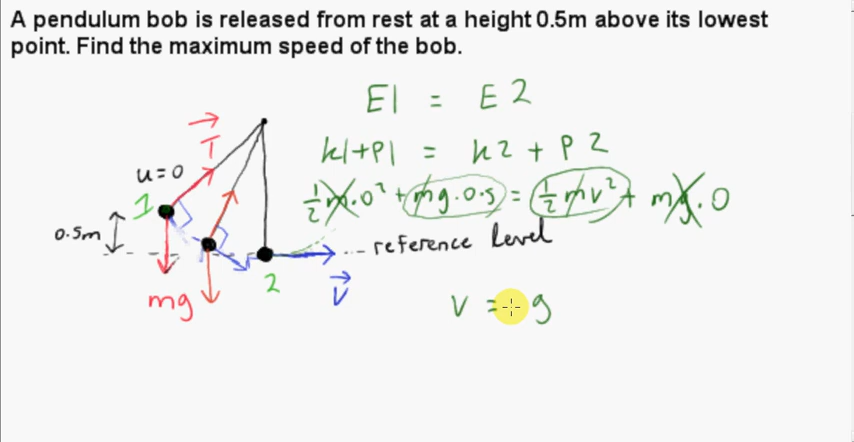 A pendulum bob is released from rest at a height 0.5m above its lowest
point. Find the maximum speed of the bob.
E1 = E2
k1+P1 = k2 + P2
½m.0² + mg.0.5 = ½mv² + mg.0
T
u=0
1
0.5m
reference level
2
mg
V
v = g